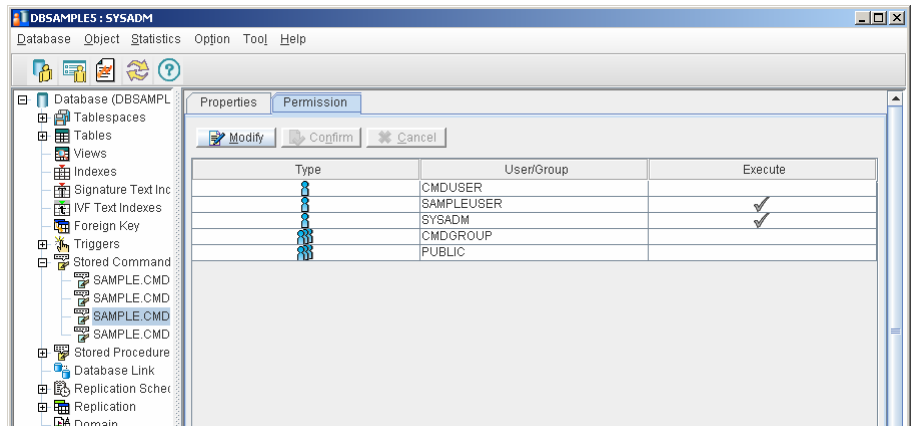 DBSAMPLE5 : SYSADM
Database Object Statistics Option Tool Help
Database (DBSAMPL
Tablespaces
Tables
Views
Indexes
Signature Text Inc
IVF Text Indexes
Foreign Key
Triggers
Stored Command
SAMPLE.CMD
SAMPLE.CMD
SAMPLE.CMD
SAMPLE.CMD
Stored Procedure
Database Link
Replication Sched
Replication
Domain
Properties Permission
Modify Confirm Cancel
Type User/Group Execute
CMDUSER
SAMPLEUSER
SYSADM
CMDGROUP
PUBLIC